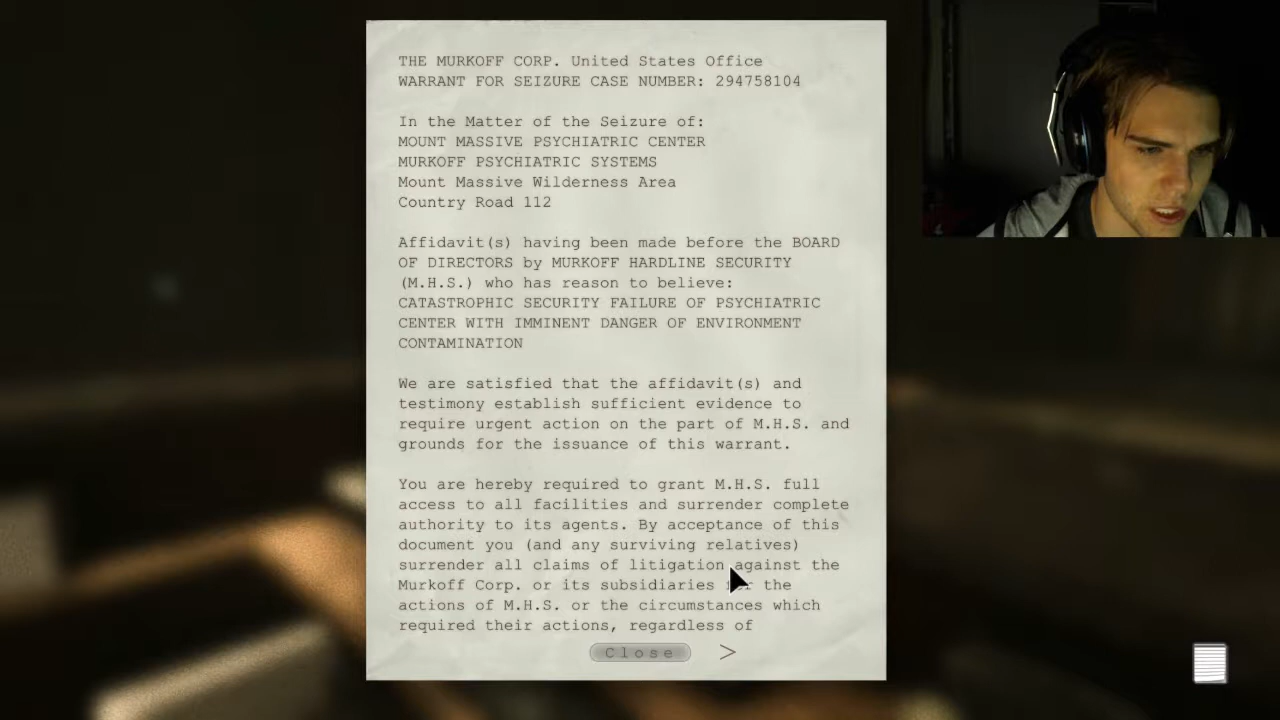 THE MURKOFF CORP. United States Office
WARRANT FOR SEIZURE CASE NUMBER: 294758104
In the Matter of the Seizure of:
MOUNT MASSIVE PSYCHIATRIC CENTER
MURKOFF PSYCHIATRIC SYSTEMS
Mount Massive Wilderness Area
Country Road 112
Affidavit(s) having been made before the BOARD
OF DIRECTORS by MURKOFF HARDLINE SECURITY
(M.H.S.) who has reason to believe:
CATASTROPHIC SECURITY FAILURE OF PSYCHIATRIC
CENTER WITH IMMINENT DANGER OF ENVIRONMENT
CONTAMINATION
We are satisfied that the affidavit(s) and
testimony establish sufficient evidence to
require urgent action on the part of M.H.S. and
grounds for the issuance of this warrant.
You are hereby required to grant M.H.S. full
access to all facilities and surrender complete
authority to its agents. By acceptance of this
document you (and any surviving relatives)
surrender all claims of litigation against the
Murkoff Corp. or its subsidiaries for the
actions of M.H.S. or the circumstances which
required their actions, regardless of
Close >